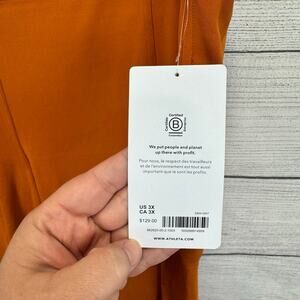 Certified
B
Corporation
We put people and planet
up there with profit.
Pour nous, le respect des travailleurs
et de l'environnement est tout aussi
important que le sont les profits.
US 3X
CA 3X
$129.00
WWW.ATHLETA.COM